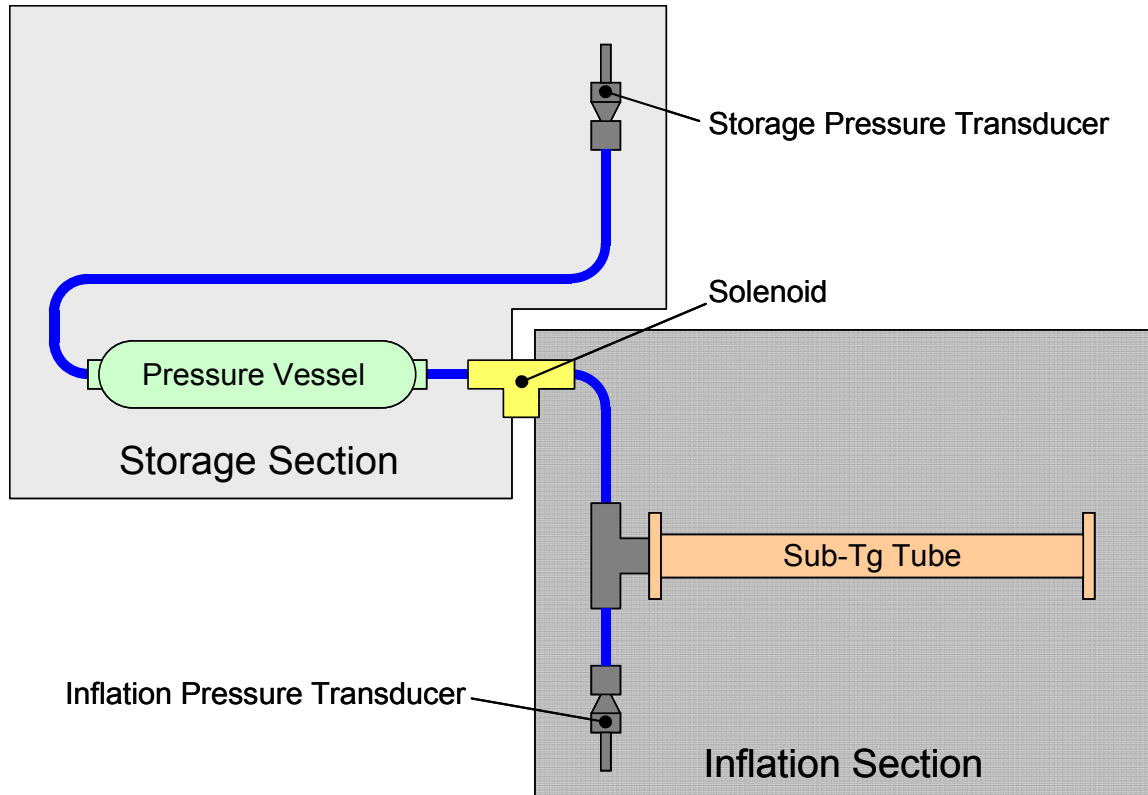 Storage Pressure Transducer
Solenoid
Pressure Vessel
Storage Section
Sub-Tg Tube
Inflation Pressure Transducer
Inflation Section